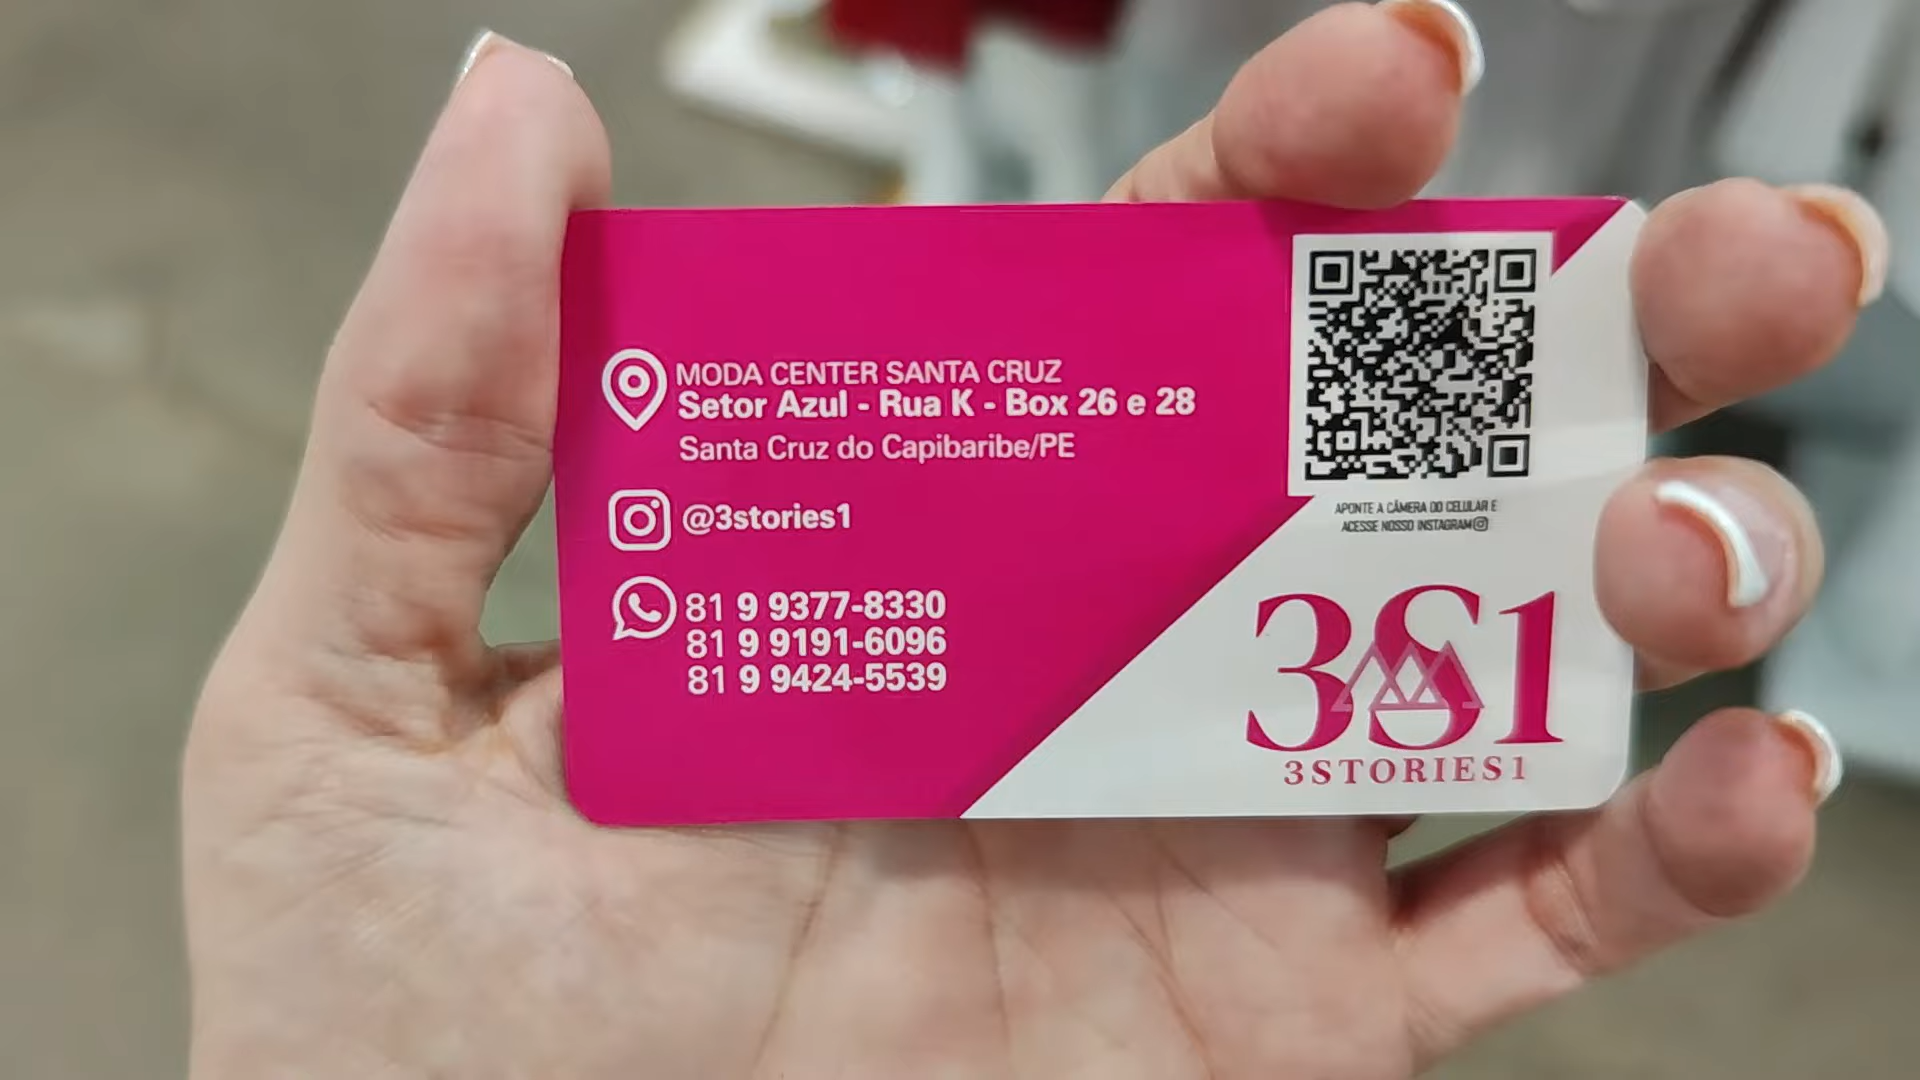 MODA CENTER SANTA CRUZ
Setor Azul - Rua K - Box 26 e 28
Santa Cruz do Capibaribe/PE
@3stories1
81 9 9377-8330
81 9 9191-6096
81 9 9424-5539
APONTE A CÂMERA DO CELULAR E
ACESSE NOSSO INSTAGRAM
3S1
3STORIES1